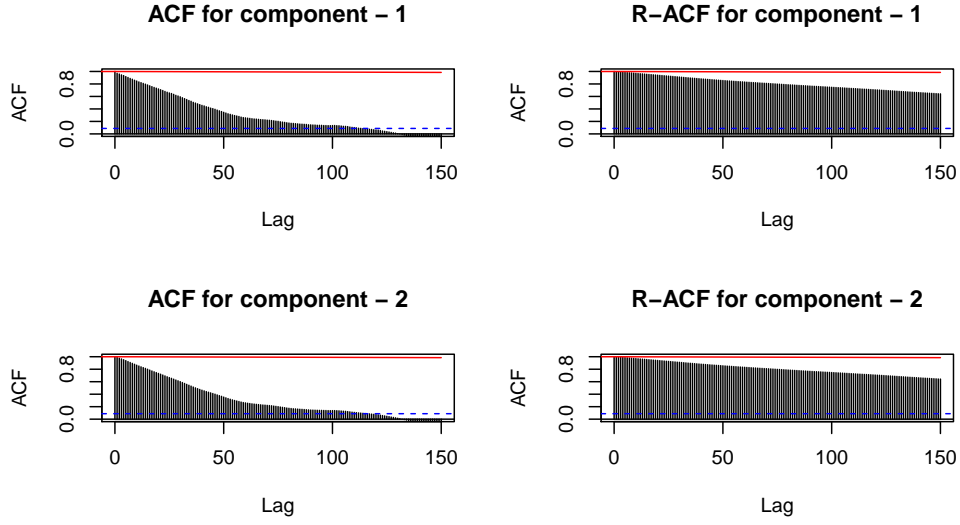 ACF for component − 1
ACF
0.0 0.8
0 50 100 150
Lag
R−ACF for component − 1
ACF
0.0 0.8
0 50 100 150
Lag
ACF for component − 2
ACF
0.0 0.8
0 50 100 150
Lag
R−ACF for component − 2
ACF
0.0 0.8
0 50 100 150
Lag